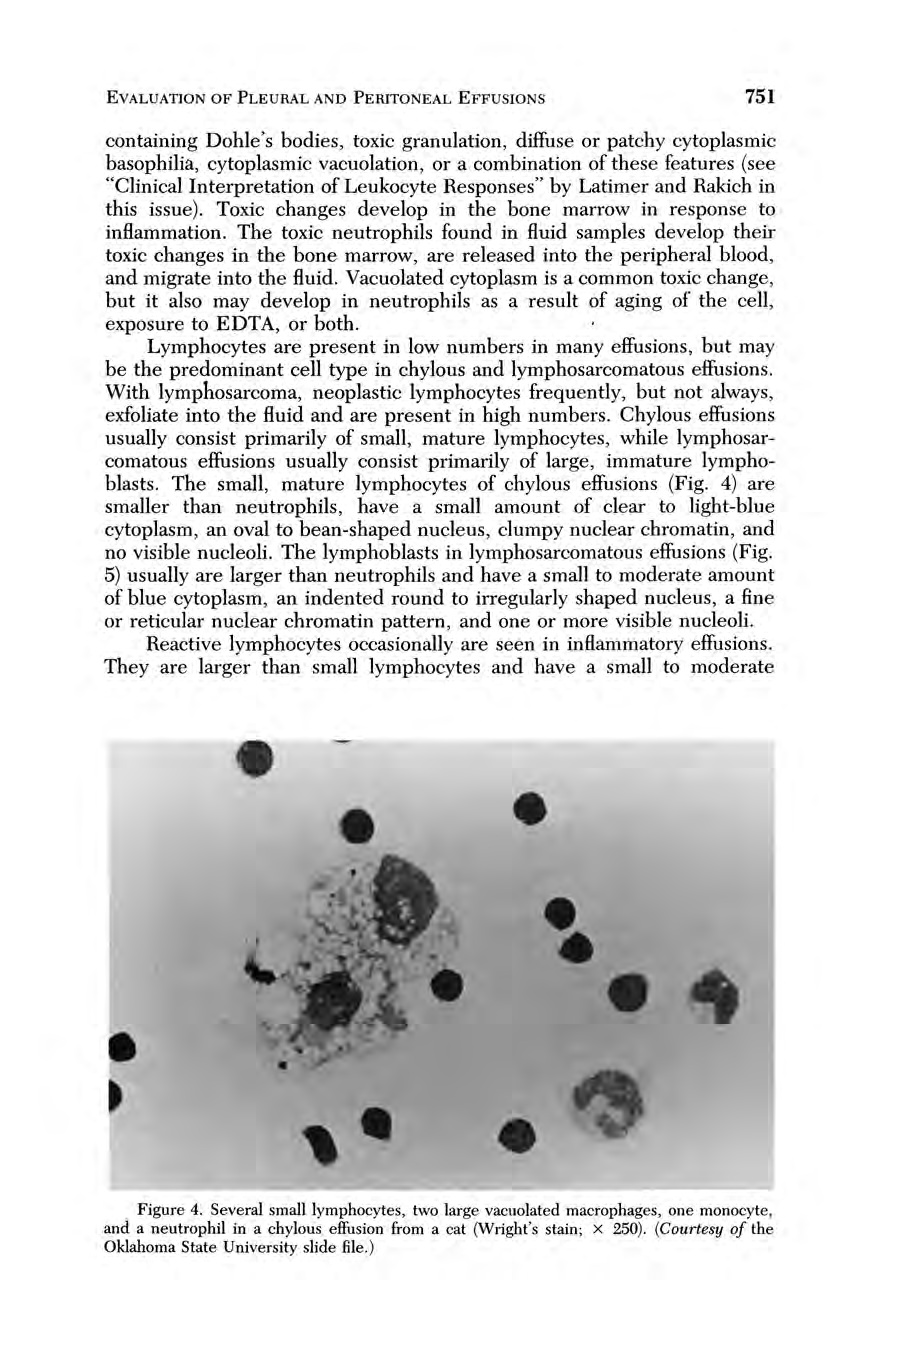 EVALUATION OF PLEURAL AND PERITONEAL EFFUSIONS 751
containing Dohle's bodies, toxic granulation, diffuse or patchy cytoplasmic
basophilia, cytoplasmic vacuolation, or a combination of these features (see
“Clinical Interpretation of Leukocyte Responses” by Latimer and Rakich in
this issue). Toxic changes develop in the bone marrow in response to
inflammation. The toxic neutrophils found in fluid samples develop their
toxic changes in the bone marrow, are released into the peripheral blood,
and migrate into the fluid. Vacuolated cytoplasm is a common toxic change,
but it also may develop in neutrophils as a result of aging of the cell,
exposure to EDTA, or both.
Lymphocytes are present in low numbers in many effusions, but may
be the predominant cell type in chylous and lymphosarcomatous effusions.
With lymphosarcoma, neoplastic lymphocytes frequently, but not always,
exfoliate into the fluid and are present in high numbers. Chylous effusions
usually consist primarily of small, mature lymphocytes, while lymphosar-
comatous effusions usually consist primarily of large, immature lympho-
blasts. The small, mature lymphocytes of chylous effusions (Fig. 4) are
smaller than neutrophils, have a small amount of clear to light-blue
cytoplasm, an oval to bean-shaped nucleus, clumpy nuclear chromatin, and
no visible nucleoli. The lymphoblasts in lymphosarcomatous effusions (Fig.
5) usually are larger than neutrophils and have a small to moderate amount
of blue cytoplasm, an indented round to irregularly shaped nucleus, a fine
or reticular nuclear chromatin pattern, and one or more visible nucleoli.
Reactive lymphocytes occasionally are seen in inflammatory effusions.
They are larger than small lymphocytes and have a small to moderate
Figure 4. Several small lymphocytes, two large vacuolated macrophages, one monocyte,
and a neutrophil in a chylous effusion from a cat (Wright's stain; × 250). (Courtesy of the
Oklahoma State University slide file.)